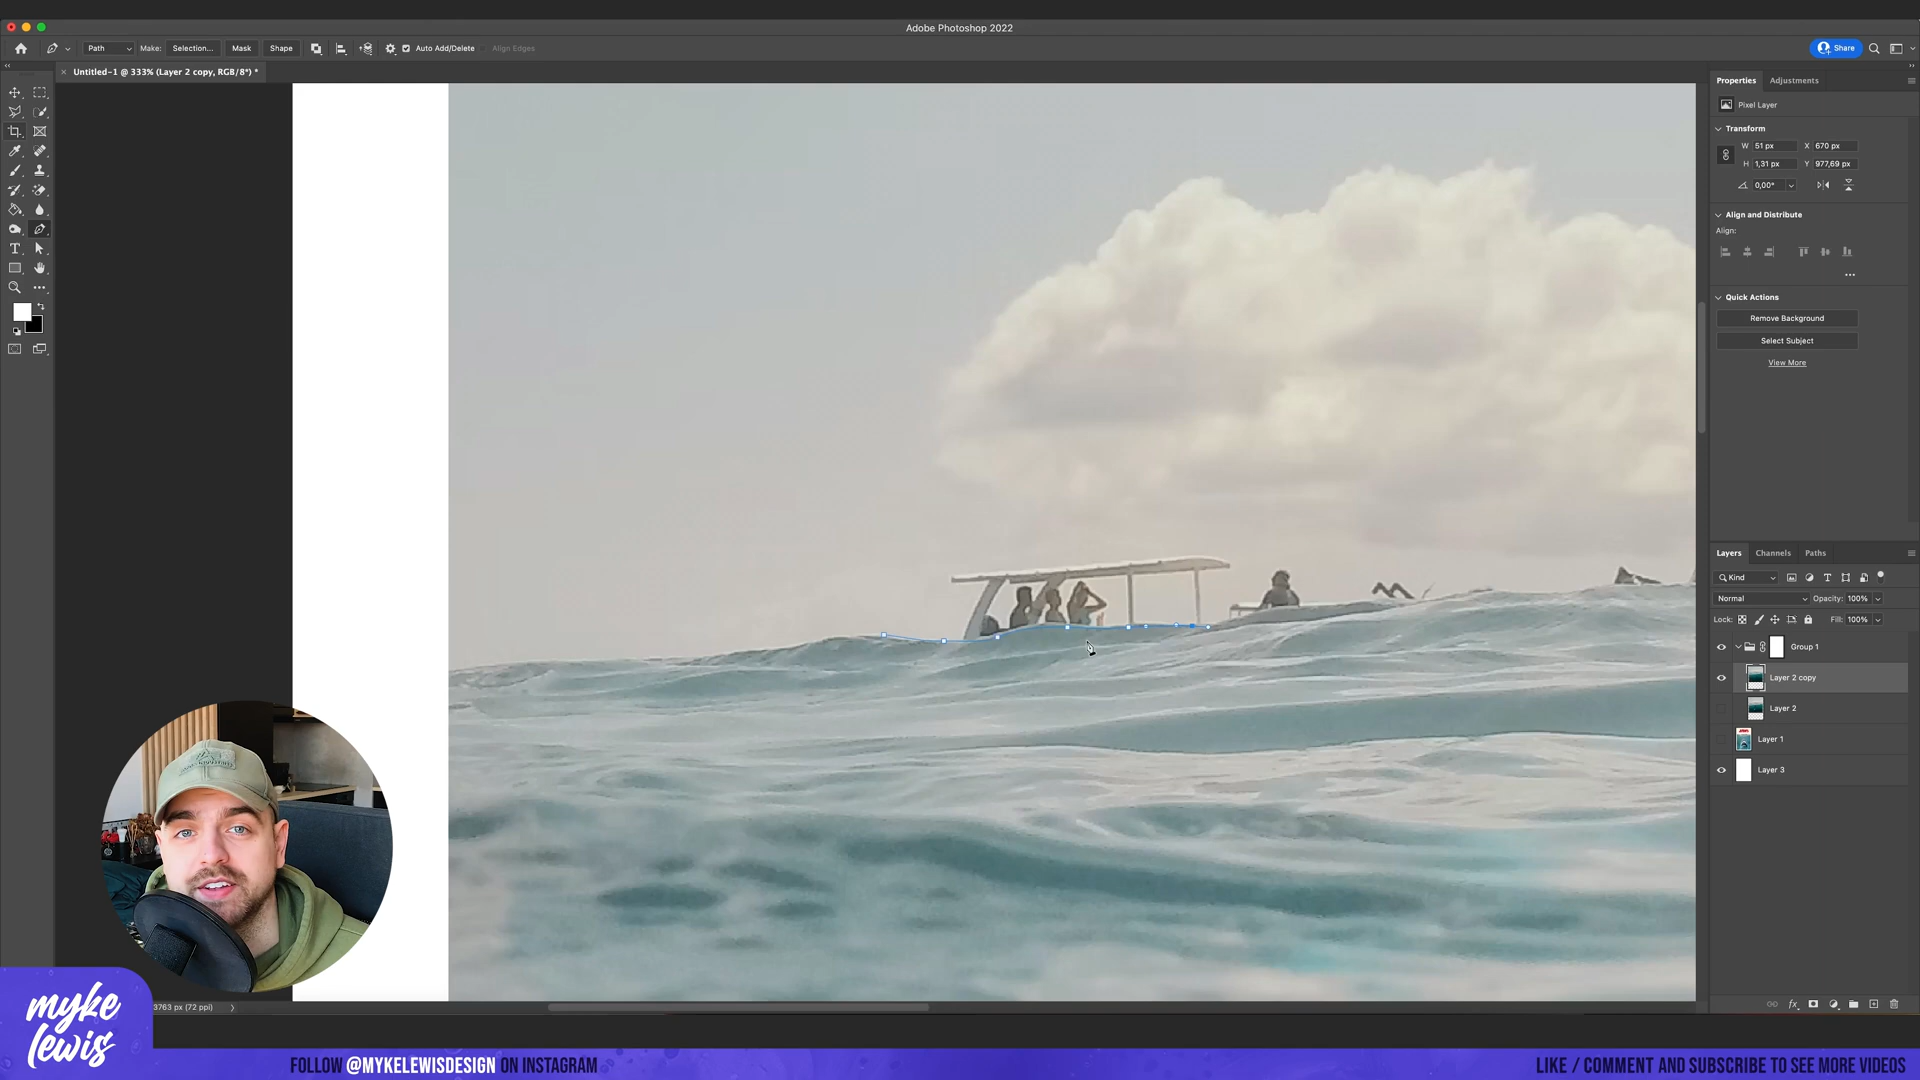 Adobe Photoshop 2022
Path
Make:
Selection...
Mask
Shape
Auto Add/Delete
Align Edges
Share
Untitled-1 @ 333% (Layer 2 copy, RGB/8*) *
Properties
Adjustments
Pixel Layer
Transform
W 51 px X 670 px
H 1,31 px Y 977,69 px
0,00°
Align and Distribute
Align:
Quick Actions
Remove Background
Select Subject
View More
Layers
Channels
Paths
Kind
Normal
Opacity: 100%
Lock:
Fill: 100%
Group 1
Layer 2 copy
Layer 2
Layer 1
Layer 3
3763 px (72 ppi)
myke
lewis
FOLLOW @MYKELEWISDESIGN ON INSTAGRAM
LIKE / COMMENT AND SUBSCRIBE TO SEE MORE VIDEOS